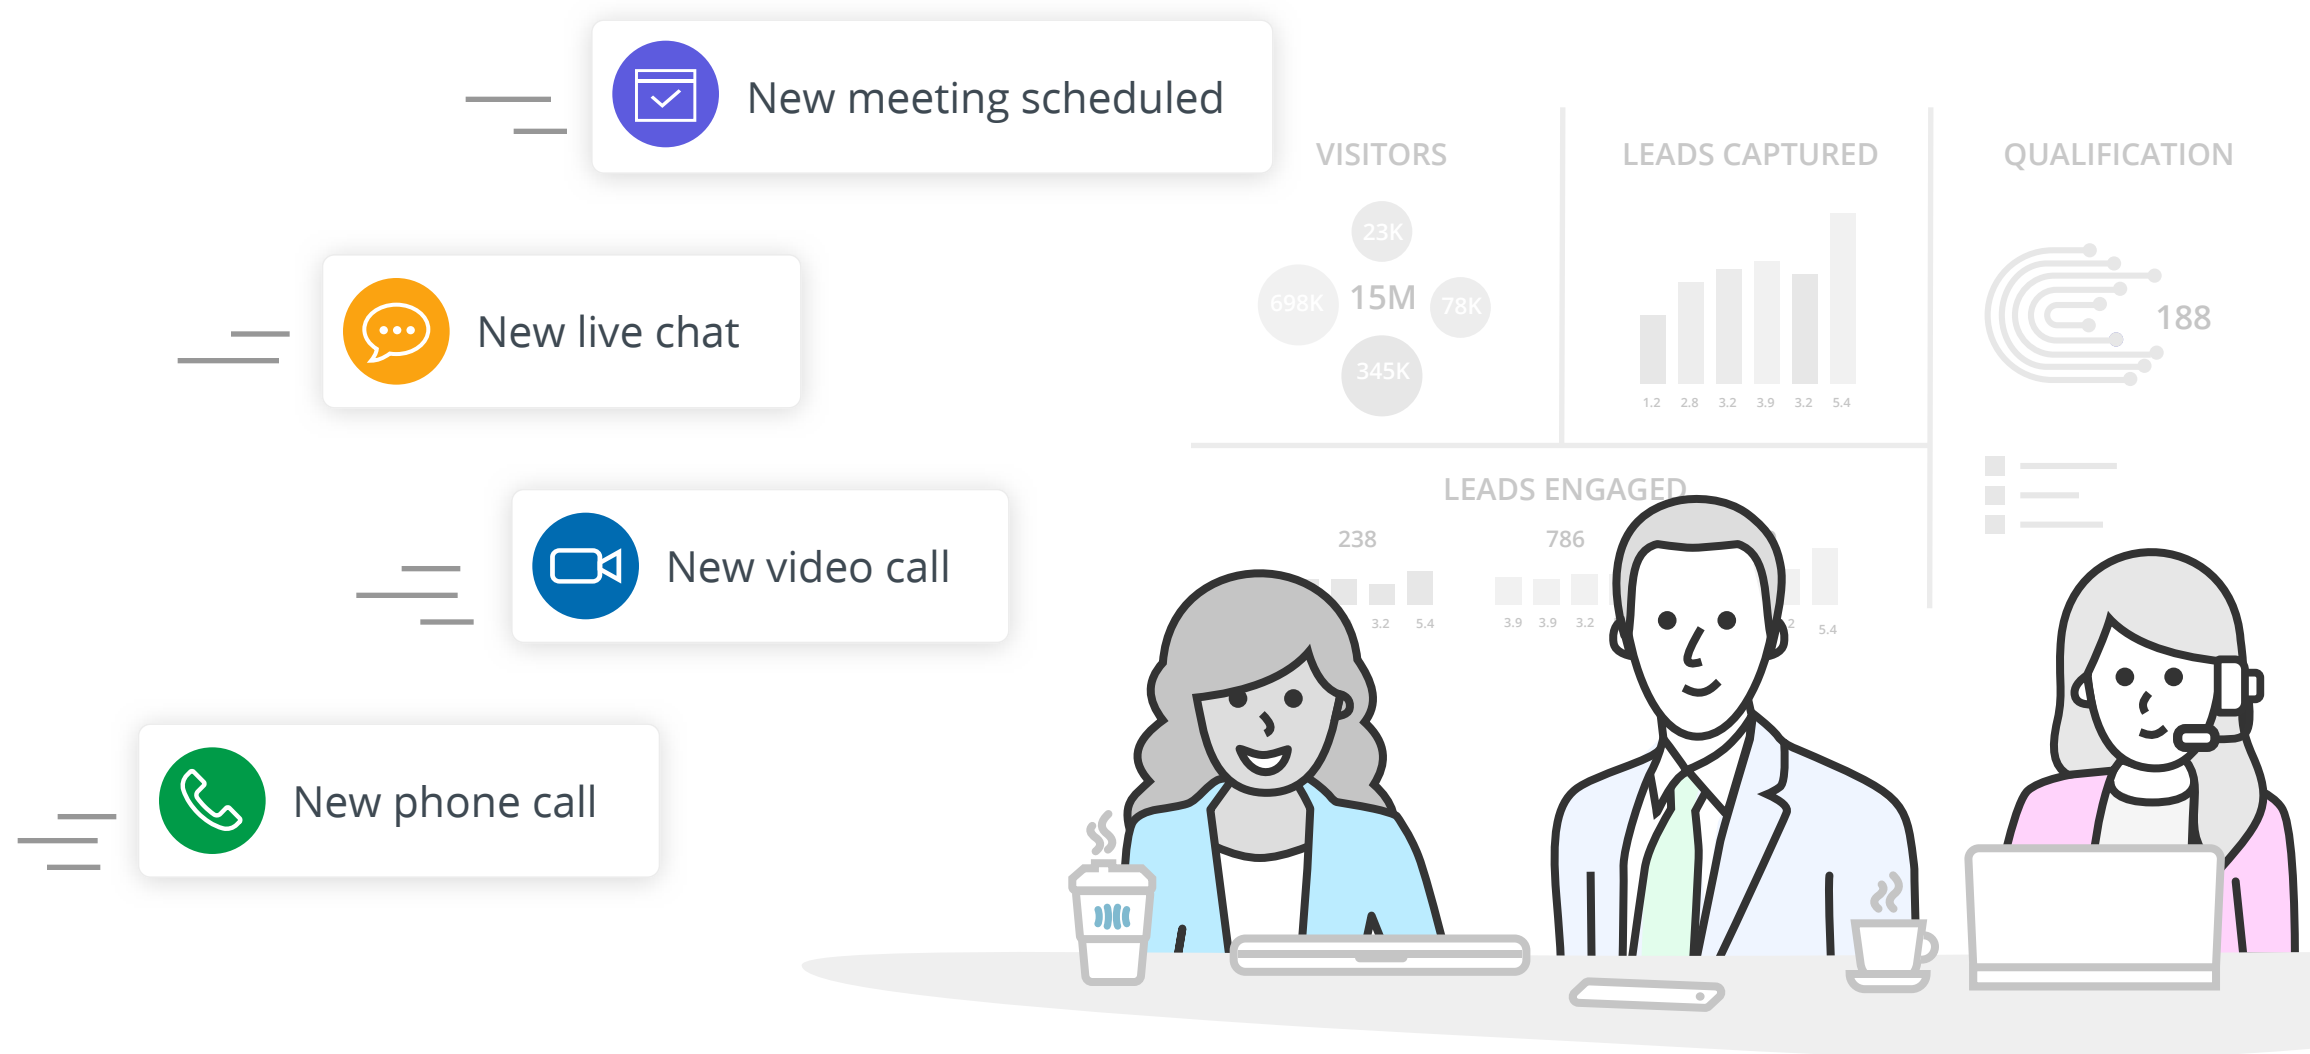 New meeting scheduled
New live chat
New video call
New phone call
VISITORS
23K
698K
15M
78K
345K
LEADS CAPTURED
1.2 2.8 3.2 3.9 3.2 5.4
QUALIFICATION
188
LEADS ENGAGED
238
3.2 5.4
786
3.9 3.9 3.2
2 5.4